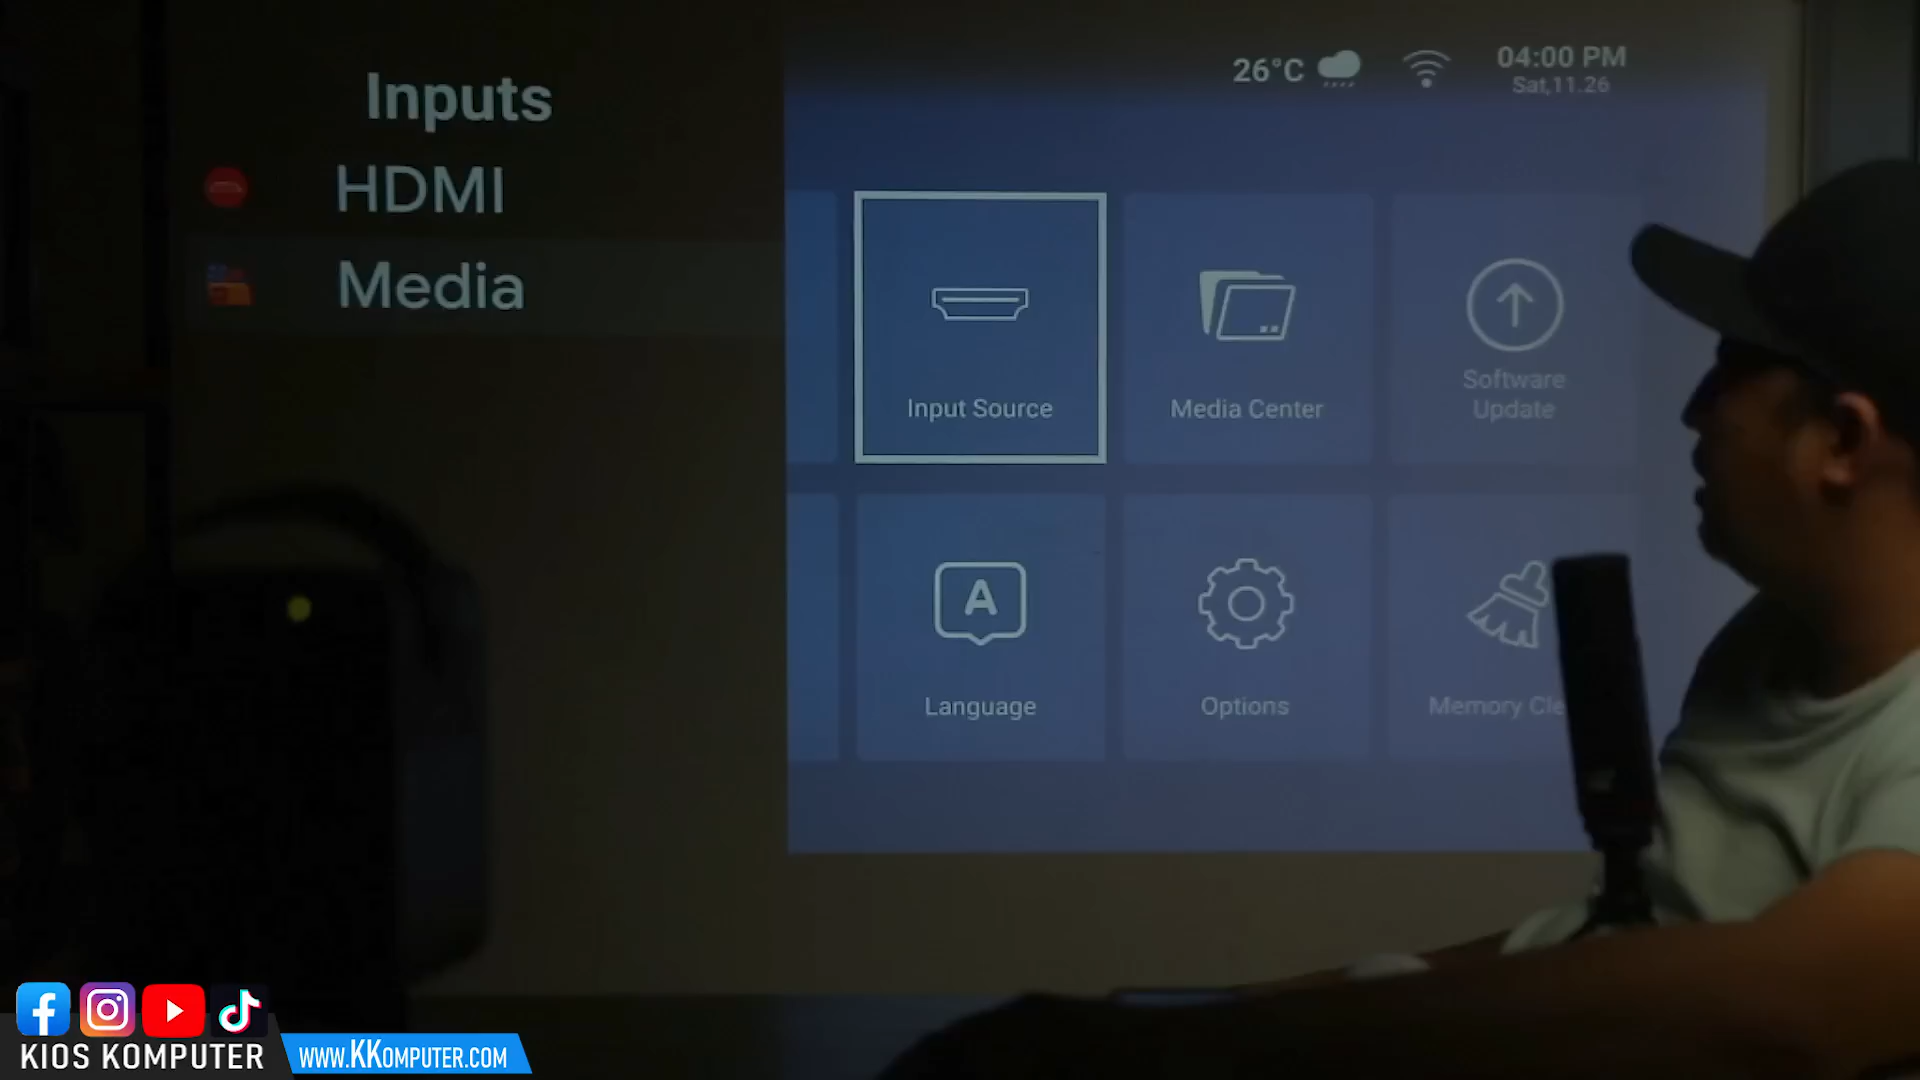 Inputs
HDMI
Media
26°C
04:00 PM
Sat,11.26
Input Source
Media Center
Software
Update
A
Language
Options
Memory Cle
KIOS KOMPUTER
WWW.KKOMPUTER.COM